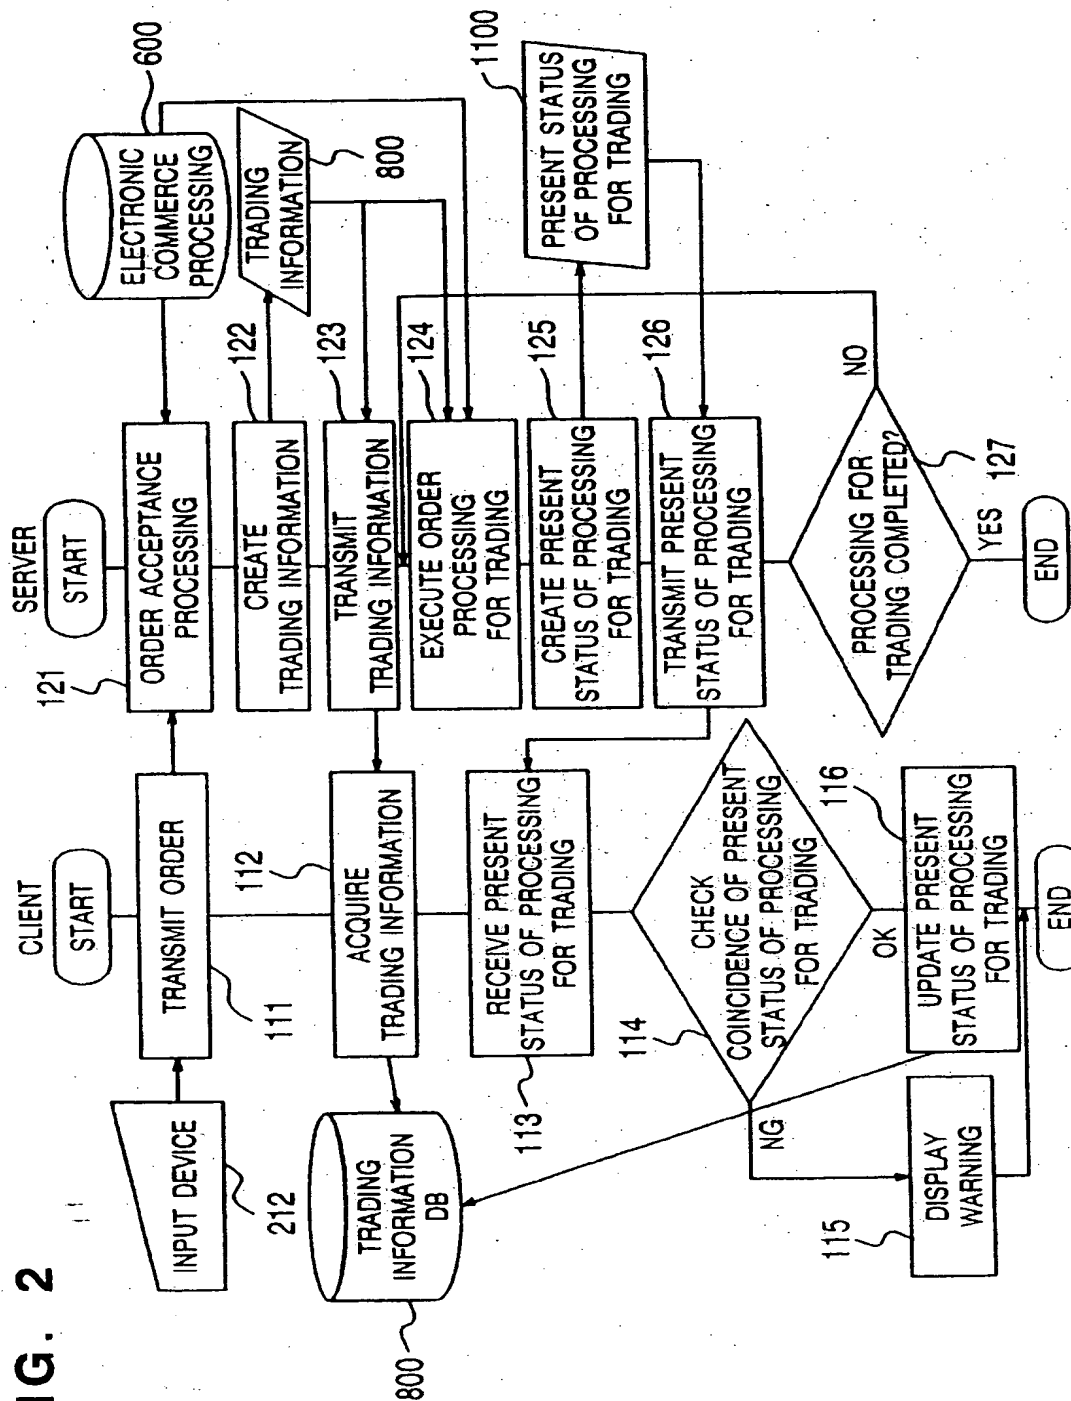 IG. 2
CLIENT
START
INPUT DEVICE
212
TRANSMIT ORDER
111
ACQUIRE
TRADING INFORMATION
112
TRADING
INFORMATION
DB
800
RECEIVE PRESENT
STATUS OF PROCESSING
FOR TRADING
113
CHECK
COINCIDENCE OF PRESENT
STATUS OF PROCESSING
FOR TRADING
114
NG
OK
DISPLAY
WARNING
115
UPDATE PRESENT
STATUS OF PROCESSING
FOR TRADING
116
END
SERVER
START
121
ORDER ACCEPTANCE
PROCESSING
ELECTRONIC
COMMERCE
PROCESSING
600
CREATE
TRADING INFORMATION
122
TRADING
INFORMATION
800
TRANSMIT
TRADING INFORMATION
123
EXECUTE ORDER
PROCESSING
FOR TRADING
124
CREATE PRESENT
STATUS OF PROCESSING
FOR TRADING
125
PRESENT STATUS
OF PROCESSING
FOR TRADING
1100
TRANSMIT PRESENT
STATUS OF PROCESSING
FOR TRADING
126
PROCESSING FOR
TRADING COMPLETED?
127
NO
YES
END